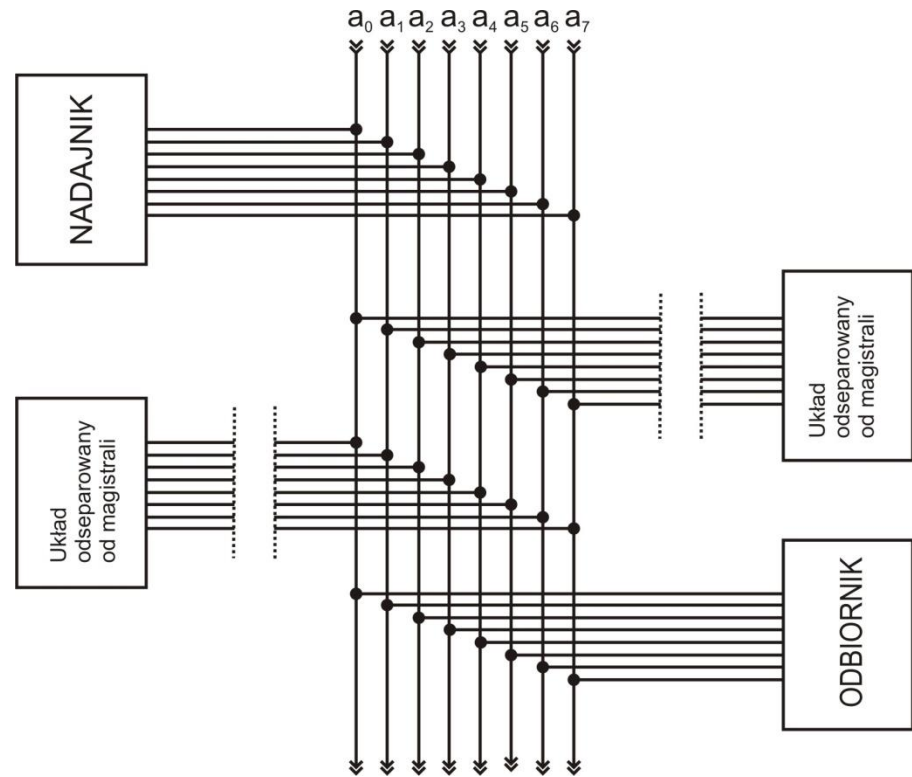 a₀ a₁ a₂ a₃ a₄ a₅ a₆ a₇
NADAJNIK
Układ
odseparowany
od magistrali
Układ
odseparowany
od magistrali
ODBIORNIK